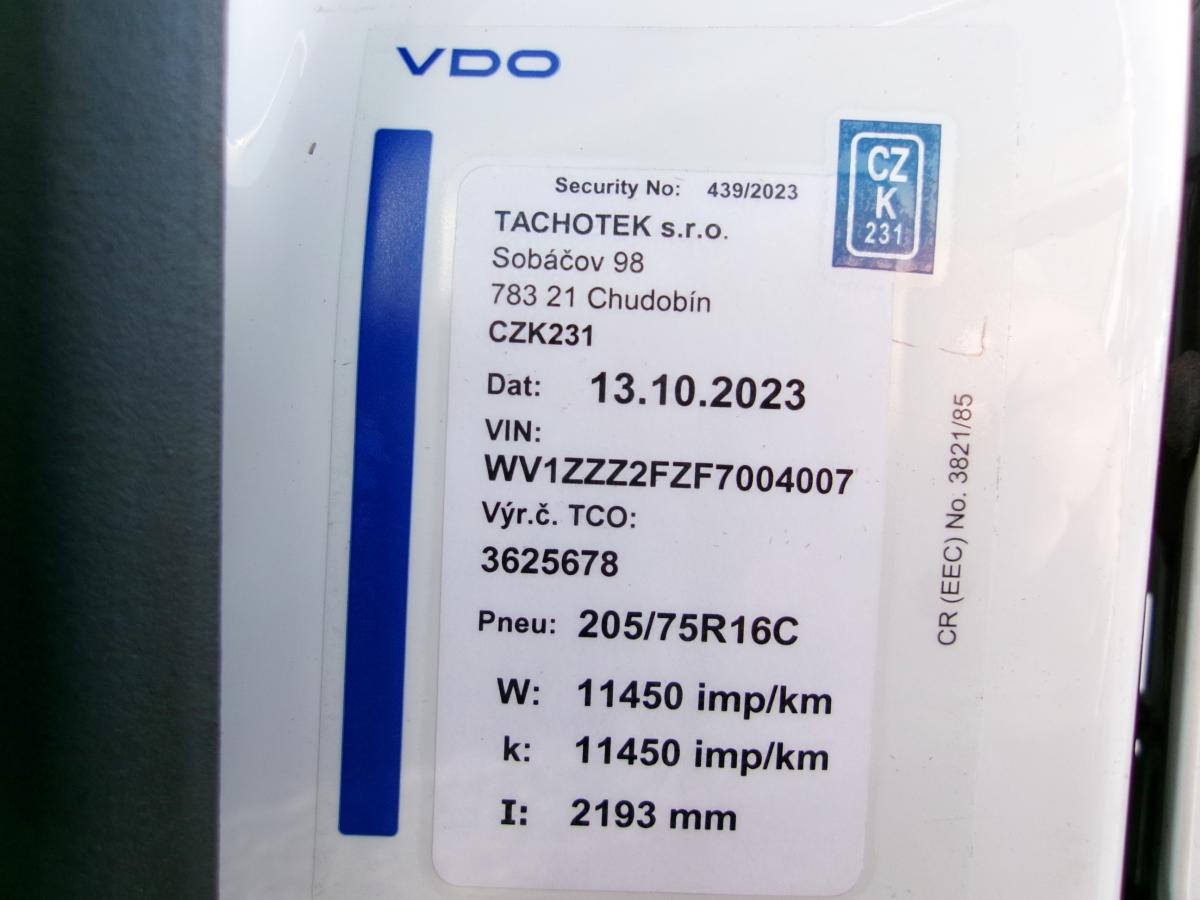 VDO
CZ
K
231
Security No: 439/2023
TACHOTEK s.r.o.
Sobáčov 98
783 21 Chudobín
CZK231
Dat: 13.10.2023
VIN:
WV1ZZZ2FZF7004007
Výr.č. TCO:
3625678
Pneu: 205/75R16C
W: 11450 imp/km
k: 11450 imp/km
I: 2193 mm
CR (EEC) No. 3821/85